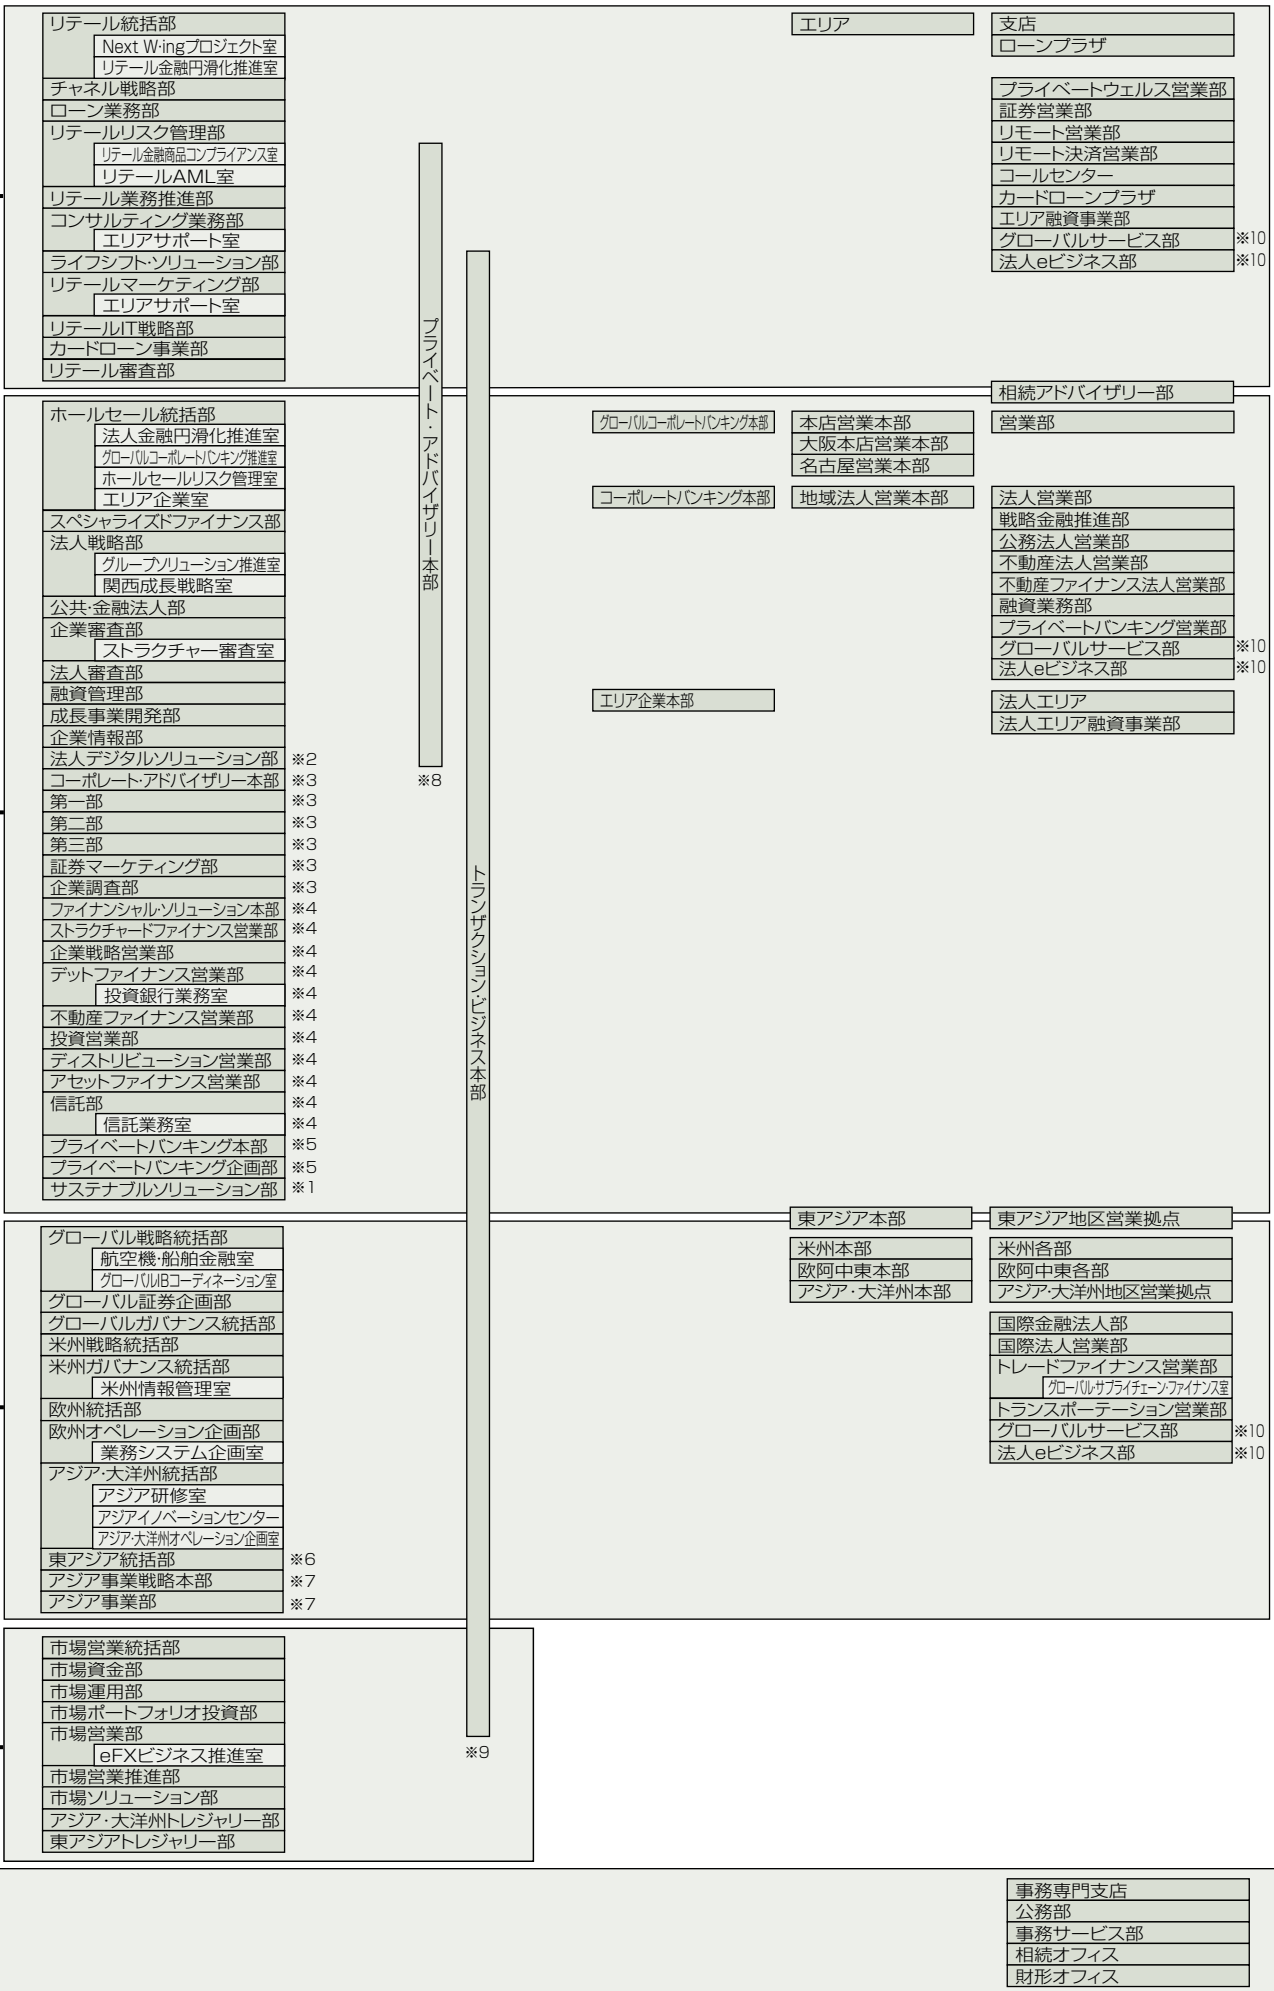 リテール統括部
Next W·ingプロジェクト室
リテール金融円滑化推進室
チャネル戦略部
ローン業務部
リテールリスク管理部
リテール金融商品コンプライアンス室
リテールAML室
リテール業務推進部
コンサルティング業務部
エリアサポート室
ライフシフト・ソリューション部
リテールマーケティング部
エリアサポート室
リテールIT戦略部
カードローン事業部
リテール審査部
エリア
支店
ローンプラザ
プライベートウェルス営業部
証券営業部
リモート営業部
リモート決済営業部
コールセンター
カードローンプラザ
エリア融資事業部
グローバルサービス部 ※10
法人eビジネス部 ※10
相続アドバイザリー部
プライベート・アドバイザリー本部
※8
トランザクション・ビジネス本部
※9
ホールセール統括部
法人金融円滑化推進室
グローバルコーポレートバンキング推進室
ホールセールリスク管理室
エリア企業室
スペシャライズドファイナンス部
法人戦略部
グループソリューション推進室
関西成長戦略室
公共・金融法人部
企業審査部
ストラクチャー審査室
法人審査部
融資管理部
成長事業開発部
企業情報部
法人デジタルソリューション部 ※2
コーポレート・アドバイザリー本部 ※3
第一部 ※3
第二部 ※3
第三部 ※3
証券マーケティング部 ※3
企業調査部 ※3
ファイナンシャル・ソリューション本部 ※4
ストラクチャードファイナンス営業部 ※4
企業戦略営業部 ※4
デットファイナンス営業部 ※4
投資銀行業務室 ※4
不動産ファイナンス営業部 ※4
投資営業部 ※4
ディストリビューション営業部 ※4
アセットファイナンス営業部 ※4
信託部 ※4
信託業務室 ※4
プライベートバンキング本部 ※5
プライベートバンキング企画部 ※5
サステナブルソリューション部 ※1
グローバルコーポレートバンキング本部
本店営業本部
大阪本店営業本部
名古屋営業本部
営業部
コーポレートバンキング本部
地域法人営業本部
法人営業部
戦略金融推進部
公務法人営業部
不動産法人営業部
不動産ファイナンス法人営業部
融資業務部
プライベートバンキング営業部
グローバルサービス部 ※10
法人eビジネス部 ※10
エリア企業本部
法人エリア
法人エリア融資事業部
東アジア本部
東アジア地区営業拠点
グローバル戦略統括部
航空機・船舶金融室
グローバルIBコーディネーション室
グローバル証券企画部
グローバルガバナンス統括部
米州戦略統括部
米州ガバナンス統括部
米州情報管理室
欧州統括部
欧州オペレーション企画部
業務システム企画室
アジア・大洋州統括部
アジア研修室
アジアイノベーションセンター
アジア・大洋州オペレーション企画室
東アジア統括部 ※6
アジア事業戦略本部 ※7
アジア事業部 ※7
米州本部
欧阿中東本部
アジア・大洋州本部
米州各部
欧阿中東各部
アジア・大洋州地区営業拠点
国際金融法人部
国際法人営業部
トレードファイナンス営業部
グローバル・サプライチェーン・ファイナンス室
トランスポーテーション営業部
グローバルサービス部 ※10
法人eビジネス部 ※10
市場営業統括部
市場資金部
市場運用部
市場ポートフォリオ投資部
市場営業部
eFXビジネス推進室
市場営業推進部
市場ソリューション部
アジア・大洋州トレジャリー部
東アジアトレジャリー部
事務専門支店
公務部
事務サービス部
相続オフィス
財形オフィス